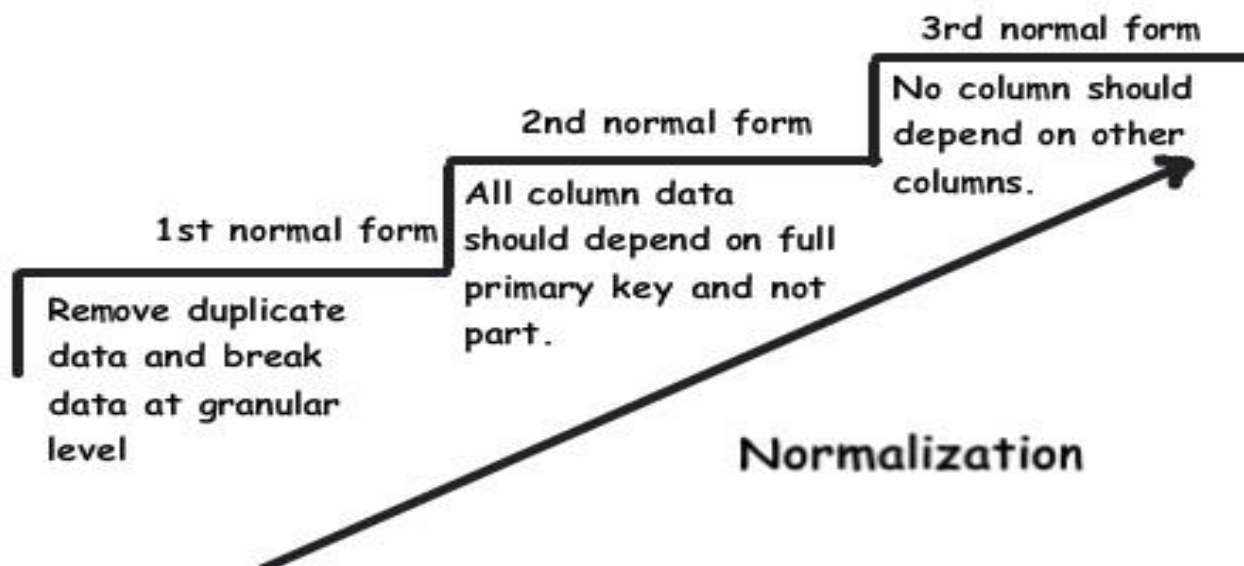 3rd normal form
No column should
depend on other
columns.
2nd normal form
All column data
should depend on full
primary key and not
part.
1st normal form
Remove duplicate
data and break
data at granular
level
Normalization